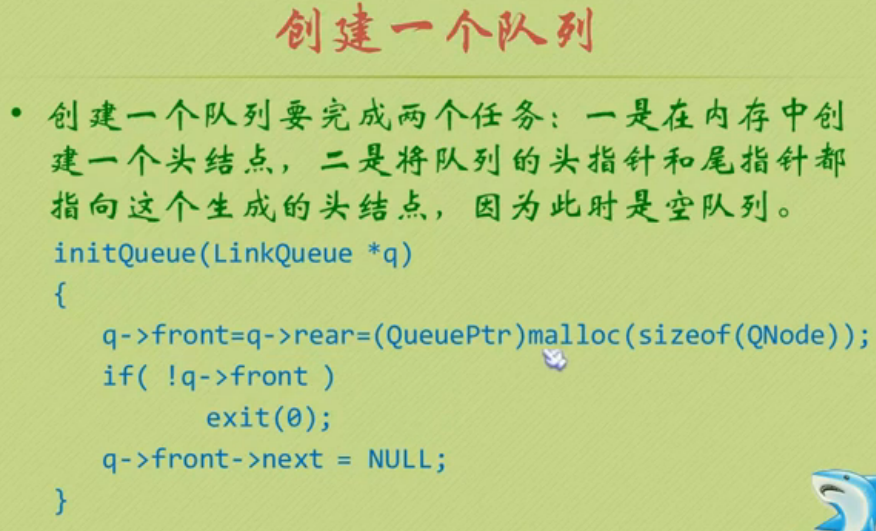 创建一个队列
• 创建一个队列要完成两个任务：一是在内存中创
建一个头结点，二是将队列的头指针和尾指针都
指向这个生成的头结点，因为此时是空队列。
initQueue(LinkQueue *q)
{
q->front=q->rear=(QueuePtr)malloc(sizeof(QNode));
if( !q->front )
exit(0);
q->front->next = NULL;
}